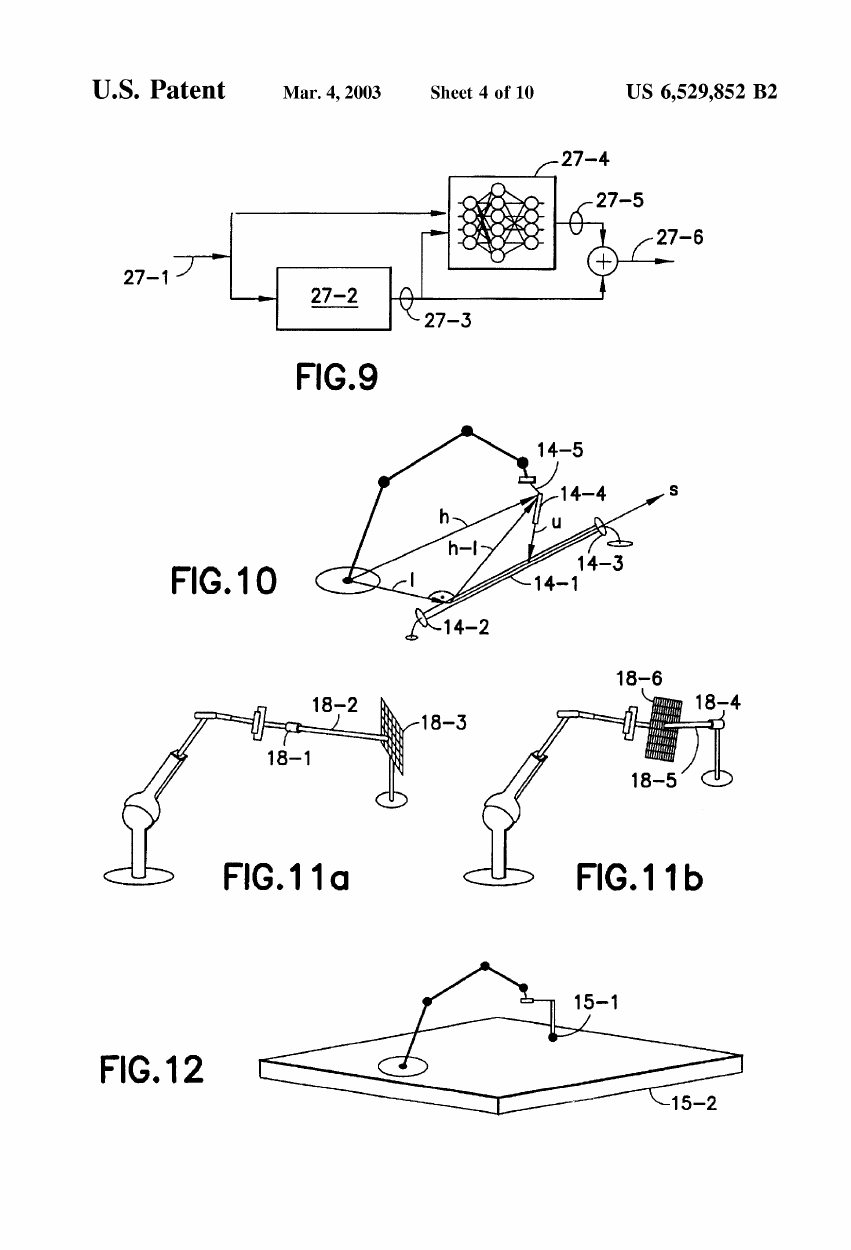 U.S. Patent Mar. 4, 2003 Sheet 4 of 10 US 6,529,852 B2
27-4
27-5
27-6
27-1
27-2
27-3
FIG.9
14-5
14-4
s
h
u
h-l
14-3
l
14-1
FIG.10
14-2
18-6
18-2
18-4
18-3
18-1
18-5
FIG.11a
FIG.11b
15-1
FIG.12
15-2